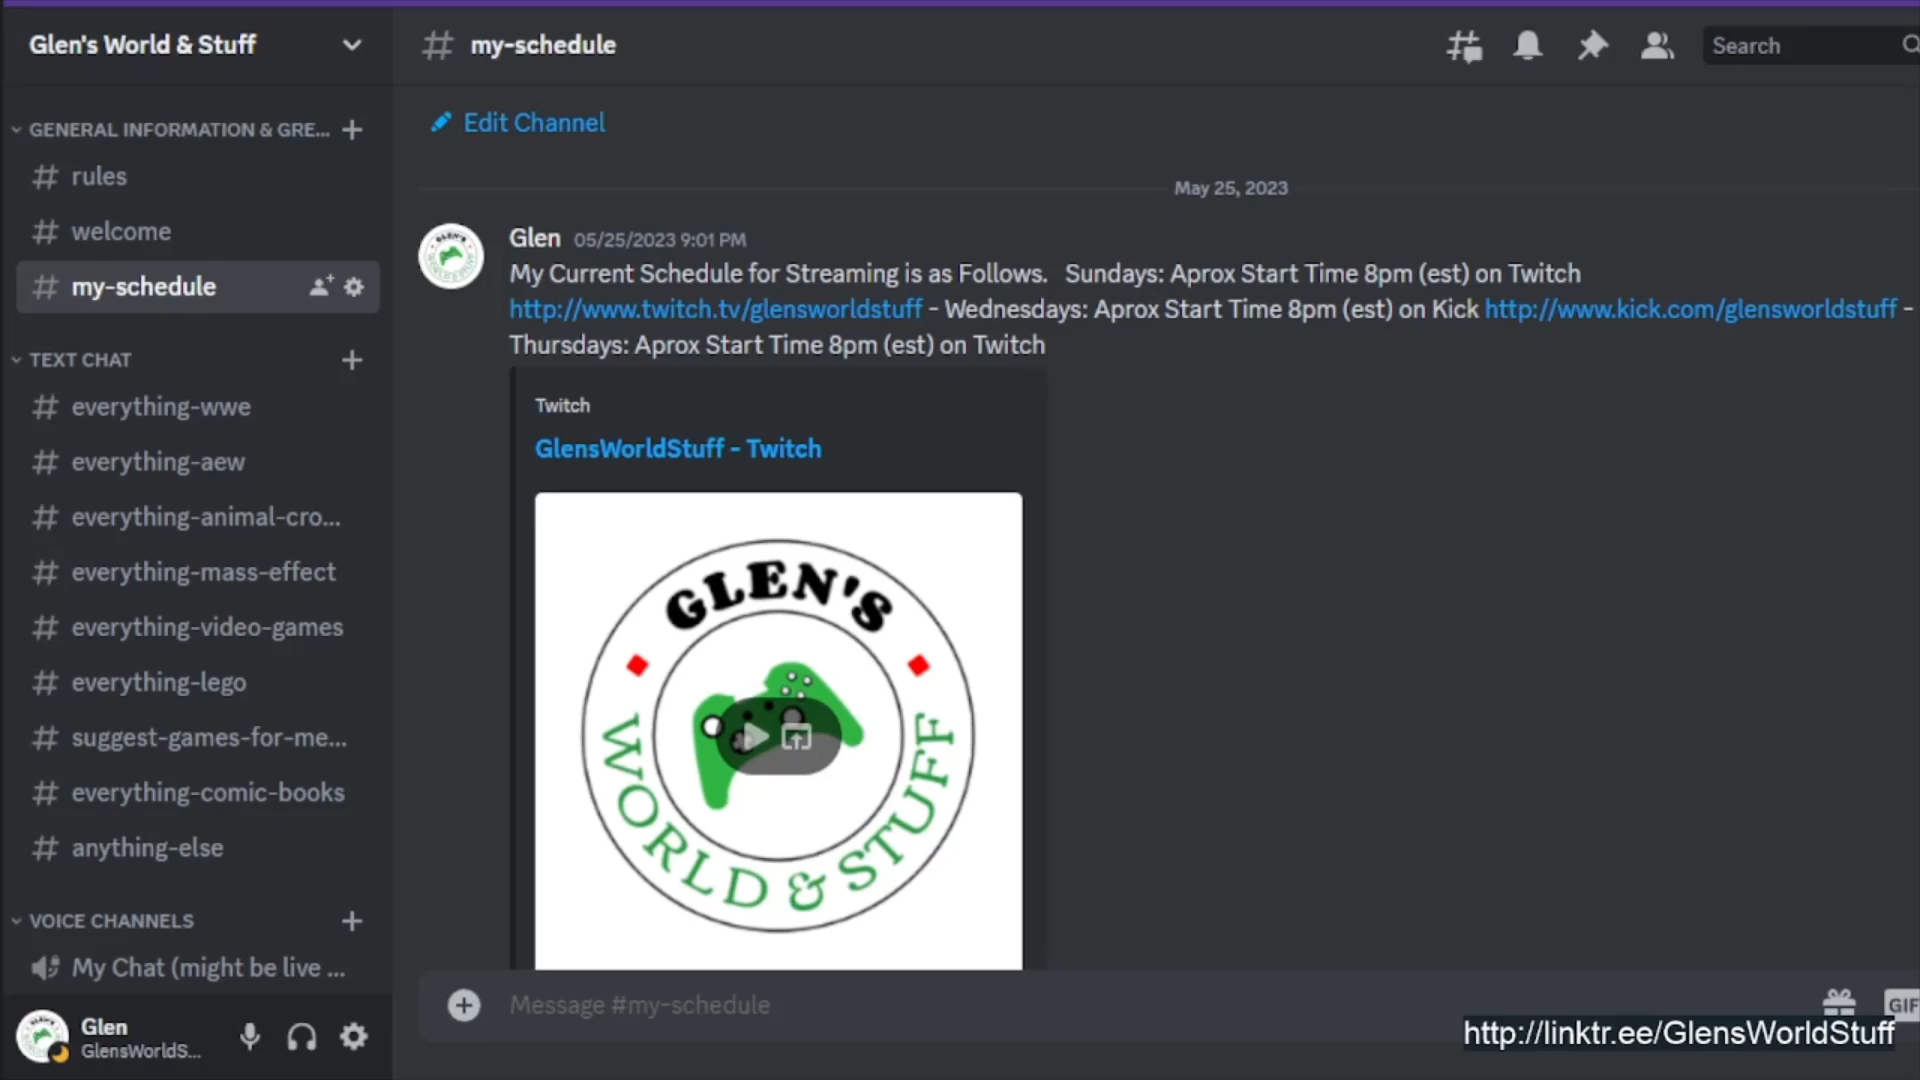 Glen's World & Stuff
my-schedule
Search
GENERAL INFORMATION & GRE...
rules
welcome
my-schedule
TEXT CHAT
everything-wwe
everything-aew
everything-animal-cro...
everything-mass-effect
everything-video-games
everything-lego
suggest-games-for-me...
everything-comic-books
anything-else
VOICE CHANNELS
My Chat (might be live ...
Glen
GlensWorldS...
Edit Channel
May 25, 2023
Glen 05/25/2023 9:01 PM
My Current Schedule for Streaming is as Follows. Sundays: Aprox Start Time 8pm (est) on Twitch
http://www.twitch.tv/glensworldstuff - Wednesdays: Aprox Start Time 8pm (est) on Kick http://www.kick.com/glensworldstuff -
Thursdays: Aprox Start Time 8pm (est) on Twitch
Twitch
GlensWorldStuff - Twitch
GLEN'S
WORLD & STUFF
Message #my-schedule
GIF
http://linktr.ee/GlensWorldStuff